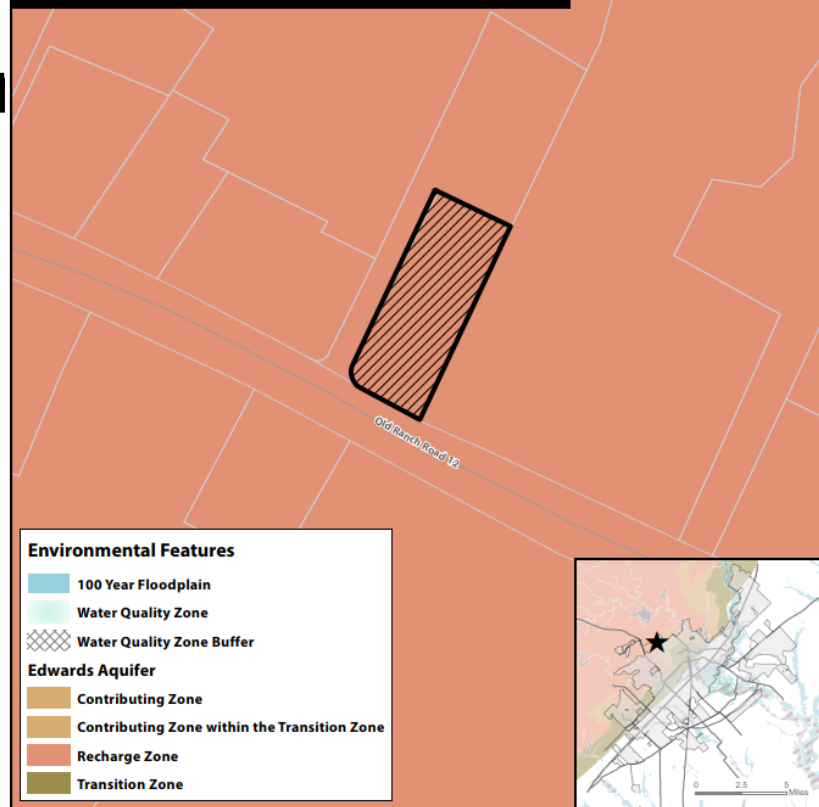 Old Ranch Road 12
Environmental Features
100 Year Floodplain
Water Quality Zone
Water Quality Zone Buffer
Edwards Aquifer
Contributing Zone
Contributing Zone within the Transition Zone
Recharge Zone
Transition Zone
0 2.5 5
Miles